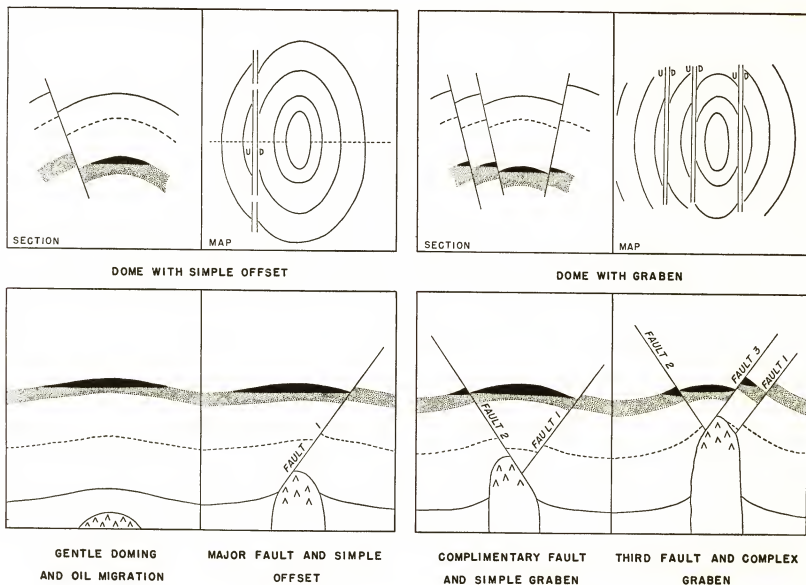 U D
SECTION
MAP
DOME WITH SIMPLE OFFSET
U D U D U D
SECTION
MAP
DOME WITH GRABEN
FAULT 1
GENTLE DOMING
AND OIL MIGRATION
MAJOR FAULT AND SIMPLE
OFFSET
FAULT 2
FAULT 1
FAULT 2
FAULT 3
FAULT 1
COMPLIMENTARY FAULT
AND SIMPLE GRABEN
THIRD FAULT AND COMPLEX
GRABEN